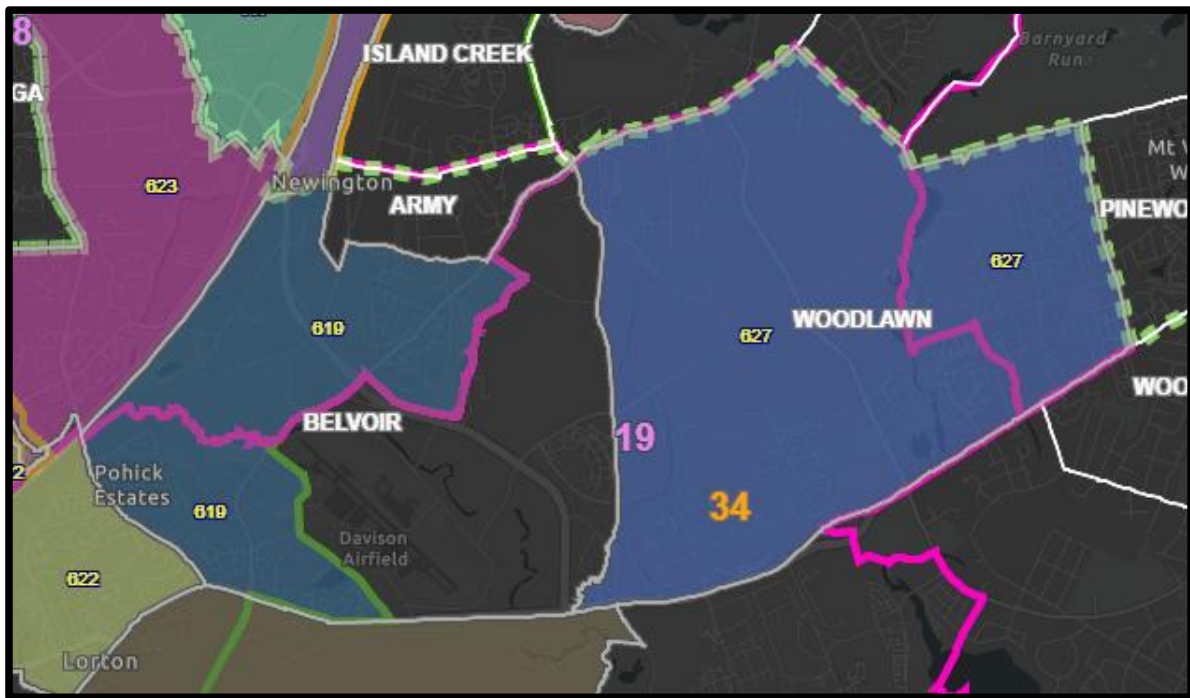 8
ISLAND CREEK
Barnyard
Run
GA
623
Newington
Mt V
W
ARMY
PINEWO
627
619
WOODLAWN
627
BELVOIR
WOO
19
2
Pohick
Estates
34
619
Davison
Airfield
622
Lorton